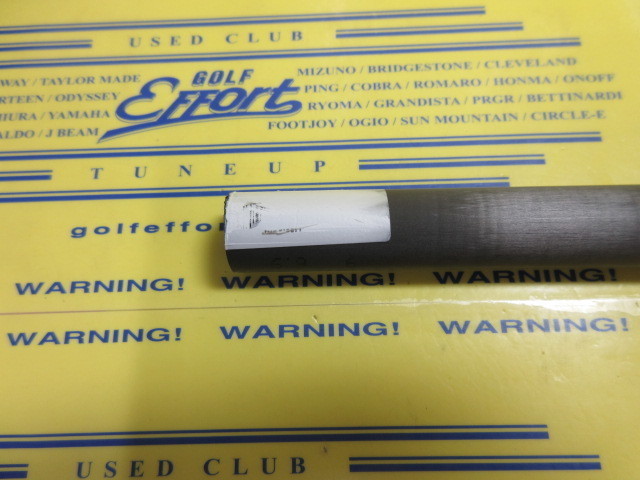 USED CLUB
WAY / TAYLOR MADE
RTEEN / ODYSSEY
IURA / YAMAHA
ALDO / J BEAM
GOLF
Effort
MIZUNO / BRIDGESTONE / CLEVELAND
PING / COBRA / ROMARO / HONMA / ONOFF
RYOMA / GRANDISTA / PRGR / BETTINARDI
FOOTJOY / OGIO / SUN MOUNTAIN / CIRCLE-E
TUNEUP
golfeffor
WARNING! WARNING! WARNING!
WARNING! WARNING! WARNING!
USED CLUB